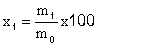 x₁ = m₁/m₀ x100